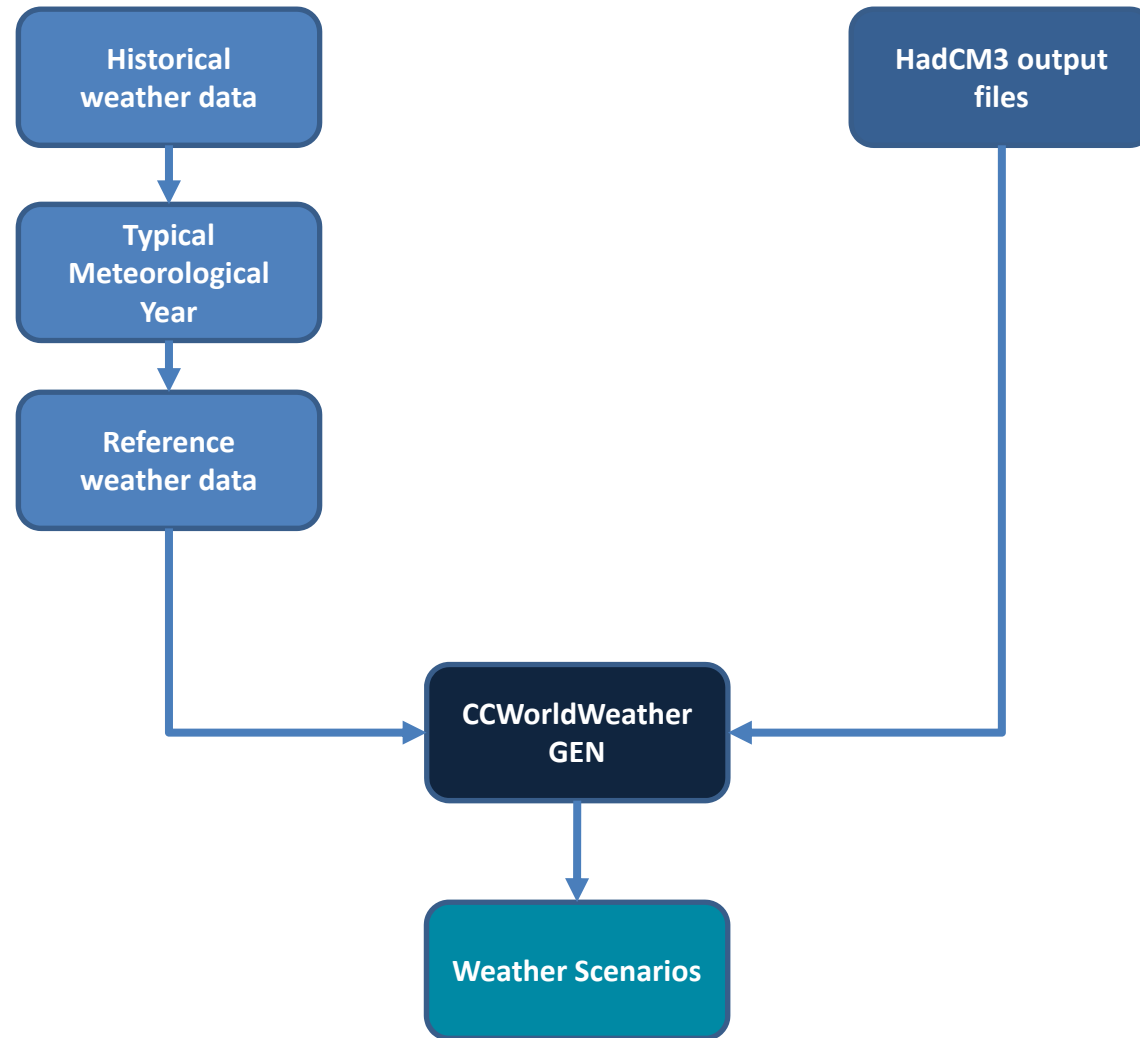 Historical
weather data
HadCM3 output
files
Typical
Meteorological
Year
Reference
weather data
CCWorldWeather
GEN
Weather Scenarios